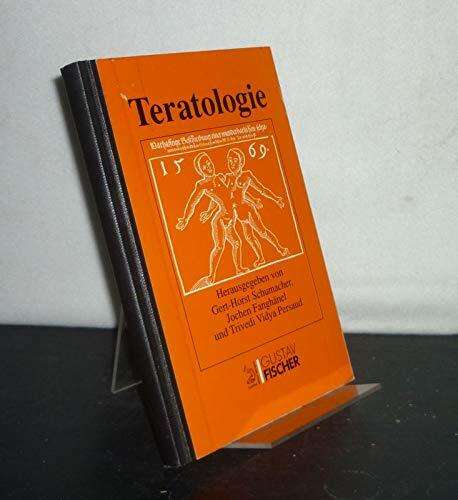 Teratologie
1569.
Herausgegeben von
Gert-Horst Schumacher,
Jochen Fanghänel
und Trivedi Vidya Persaud
GUSTAV
FISCHER